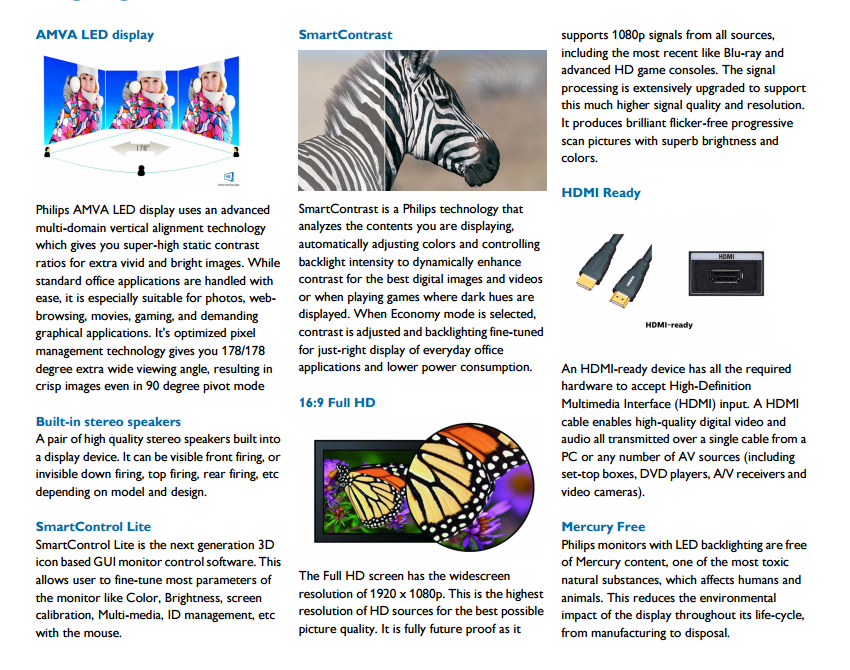 AMVA LED display
178°
Philips AMVA LED display uses an advanced
multi-domain vertical alignment technology
which gives you super-high static contrast
ratios for extra vivid and bright images. While
standard office applications are handled with
ease, it is especially suitable for photos, web-
browsing, movies, gaming, and demanding
graphical applications. It's optimized pixel
management technology gives you 178/178
degree extra wide viewing angle, resulting in
crisp images even in 90 degree pivot mode
Built-in stereo speakers
A pair of high quality stereo speakers built into
a display device. It can be visible front firing, or
invisible down firing, top firing, rear firing, etc
depending on model and design.
SmartControl Lite
SmartControl Lite is the next generation 3D
icon based GUI monitor control software. This
allows user to fine-tune most parameters of
the monitor like Color, Brightness, screen
calibration, Multi-media, ID management, etc
with the mouse.
SmartContrast
SmartContrast is a Philips technology that
analyzes the contents you are displaying,
automatically adjusting colors and controlling
backlight intensity to dynamically enhance
contrast for the best digital images and videos
or when playing games where dark hues are
displayed. When Economy mode is selected,
contrast is adjusted and backlighting fine-tuned
for just-right display of everyday office
applications and lower power consumption.
16:9 Full HD
The Full HD screen has the widescreen
resolution of 1920 x 1080p. This is the highest
resolution of HD sources for the best possible
picture quality. It is fully future proof as it
supports 1080p signals from all sources,
including the most recent like Blu-ray and
advanced HD game consoles. The signal
processing is extensively upgraded to support
this much higher signal quality and resolution.
It produces brilliant flicker-free progressive
scan pictures with superb brightness and
colors.
HDMI Ready
HDMI
HDMI-ready
An HDMI-ready device has all the required
hardware to accept High-Definition
Multimedia Interface (HDMI) input. A HDMI
cable enables high-quality digital video and
audio all transmitted over a single cable from a
PC or any number of AV sources (including
set-top boxes, DVD players, A/V receivers and
video cameras).
Mercury Free
Philips monitors with LED backlighting are free
of Mercury content, one of the most toxic
natural substances, which affects humans and
animals. This reduces the environmental
impact of the display throughout its life-cycle,
from manufacturing to disposal.